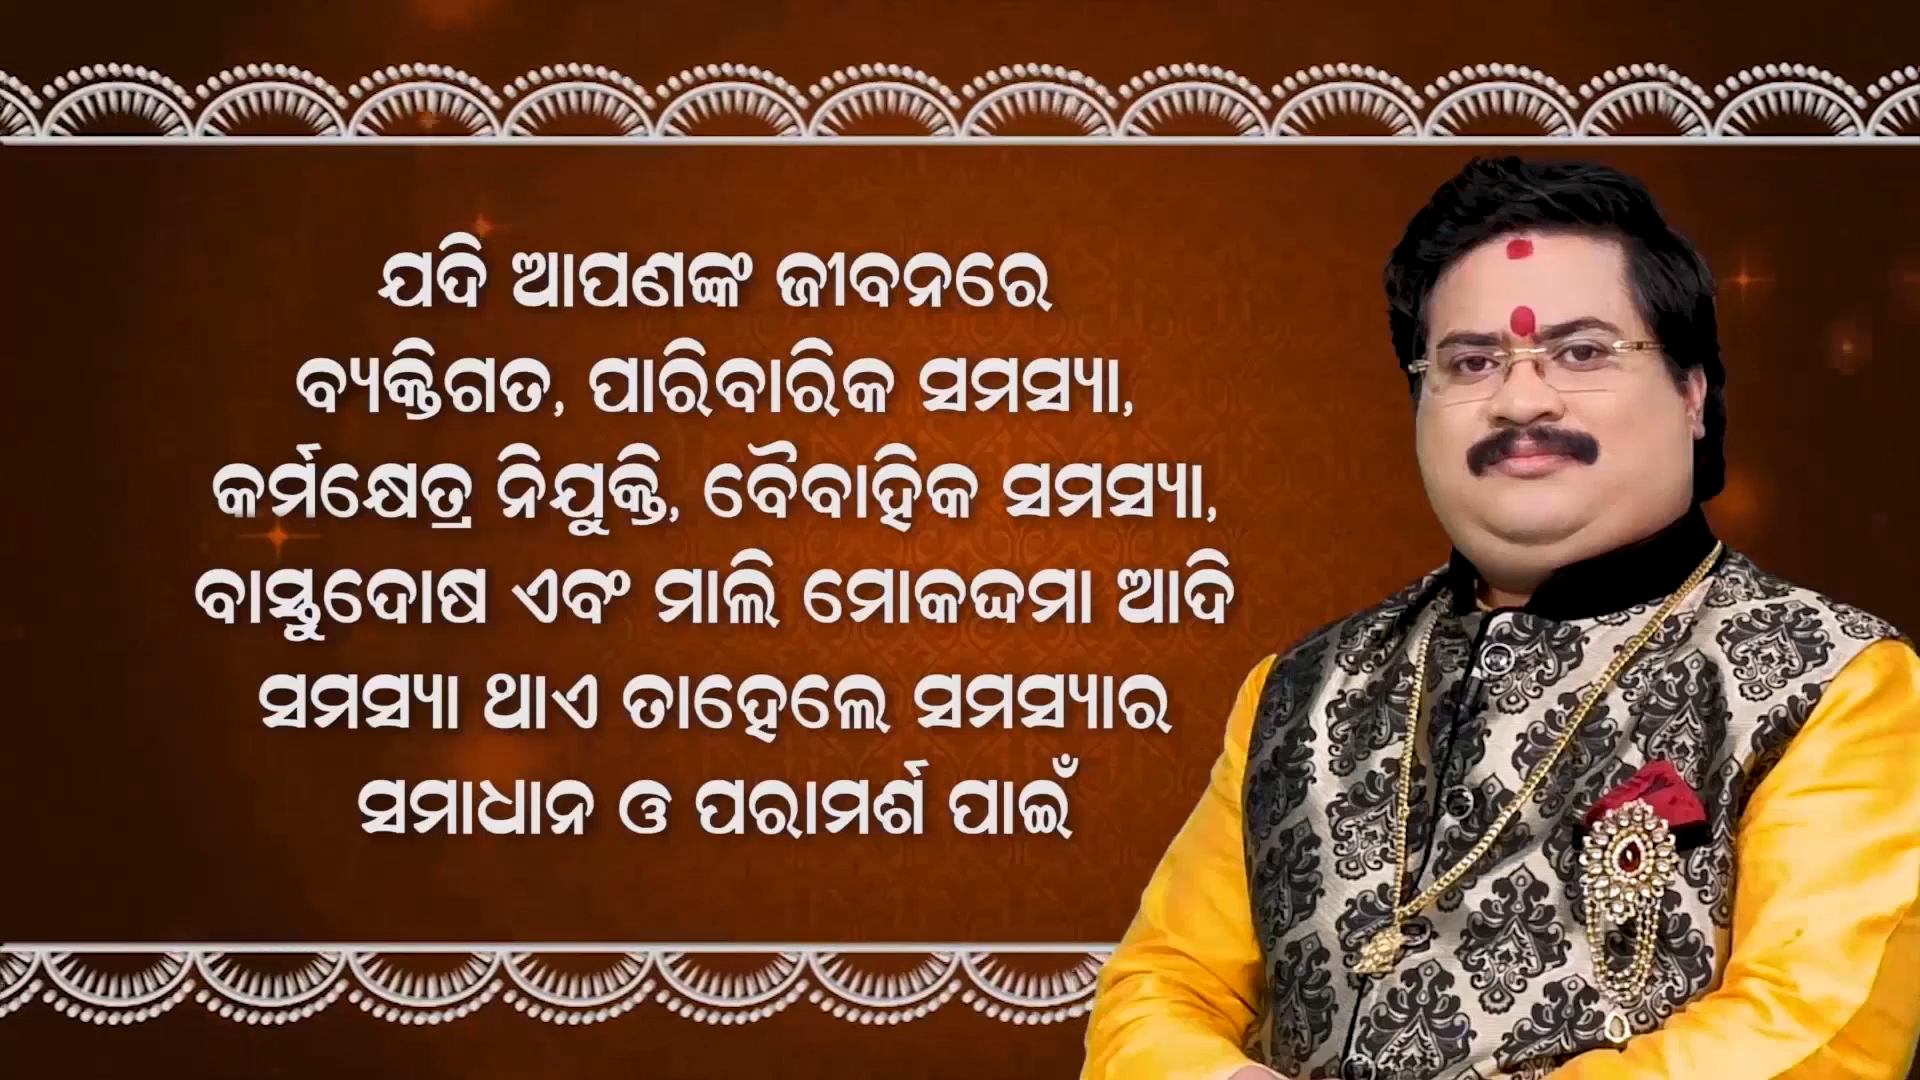 ଯଦି ଆପଣଙ୍କ ଜୀବନରେ
ବ୍ୟକ୍ତିଗତ, ପାରିବାରିକ ସମସ୍ୟା,
କର୍ମକ୍ଷେତ୍ର ନିଯୁକ୍ତି, ବୈବାହିକ ସମସ୍ୟା,
ବାସ୍ତୁଦୋଷ ଏବଂ ମାଲି ମୋକଦ୍ଦମା ଆଦି
ସମସ୍ୟା ଥାଏ ତାହେଲେ ସମସ୍ୟାର
ସମାଧାନ ଓ ପରାମର୍ଶ ପାଇଁ